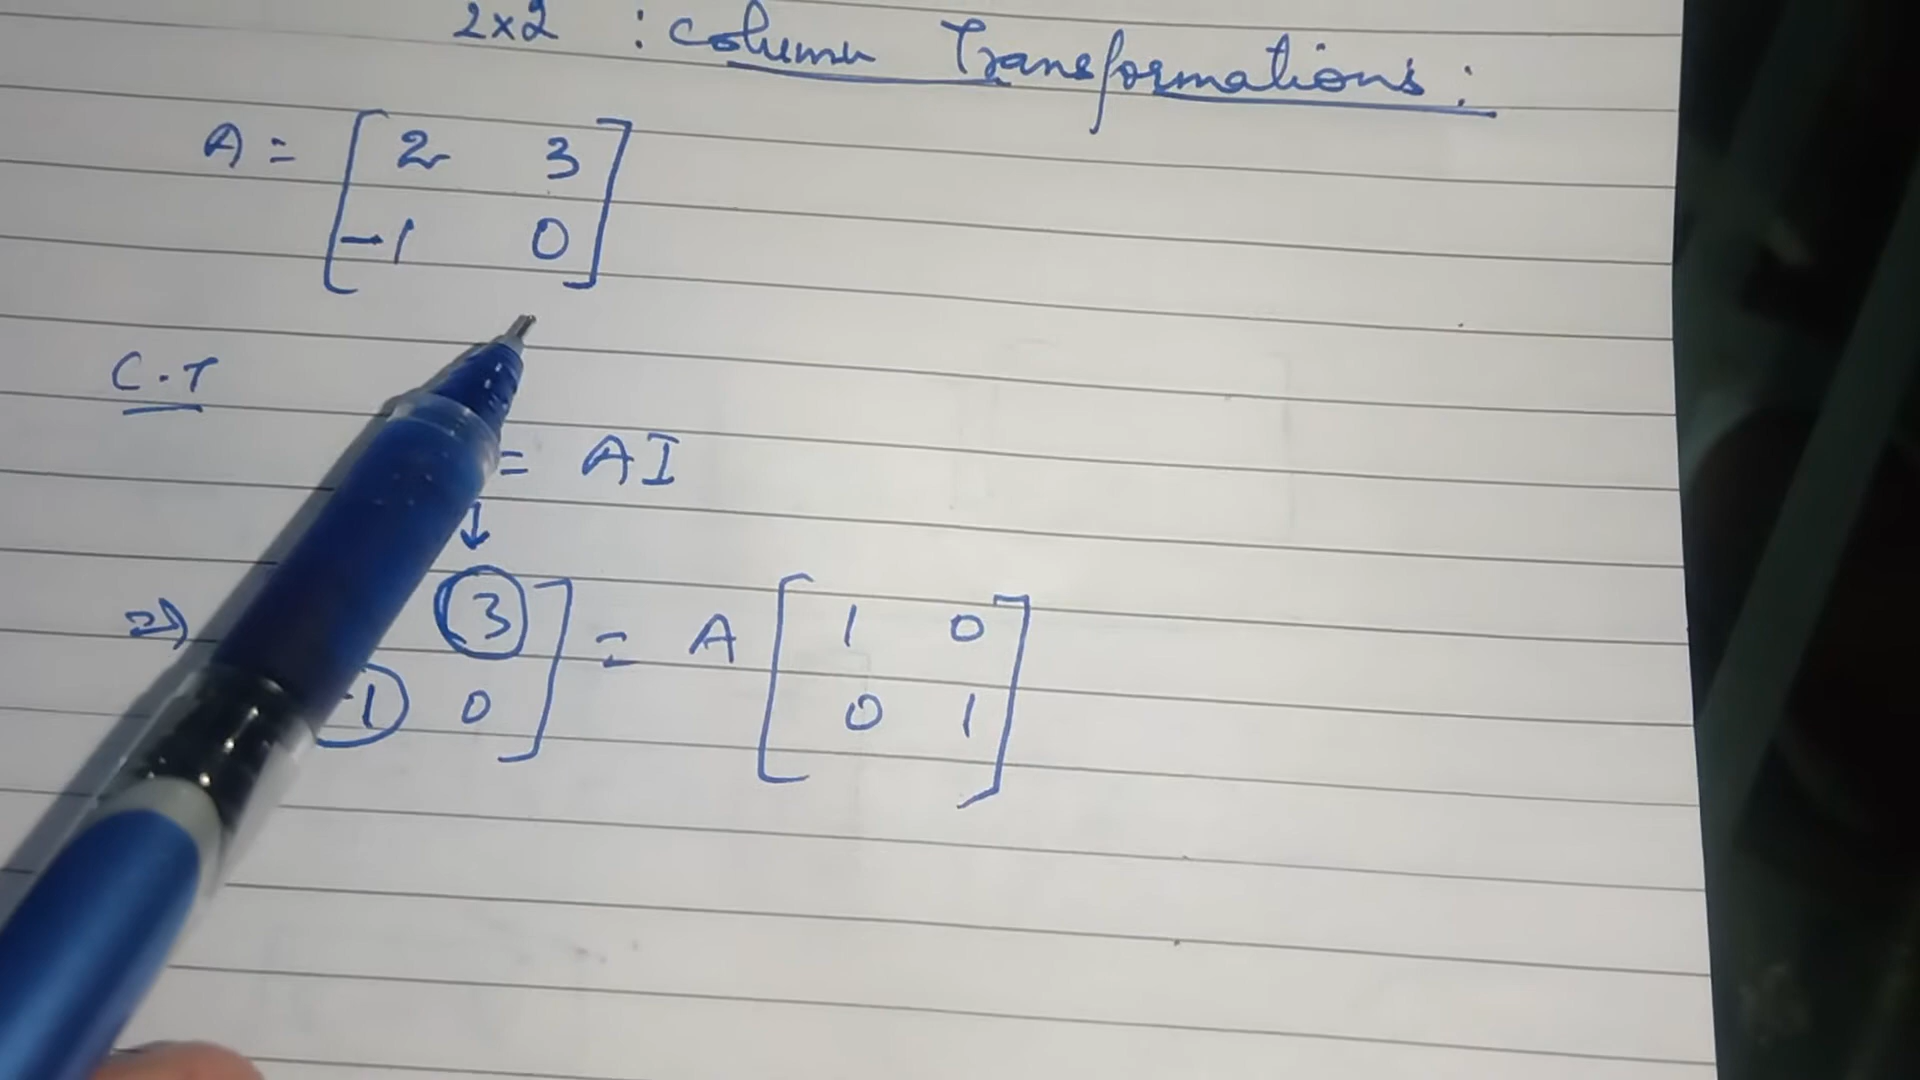 2x2 : Column Transformations :
A = [ 2 3
-1 0 ]
C.T
= AI
↓
⇒ 3 ] = A [ 1 0
-1 0 0 1 ]